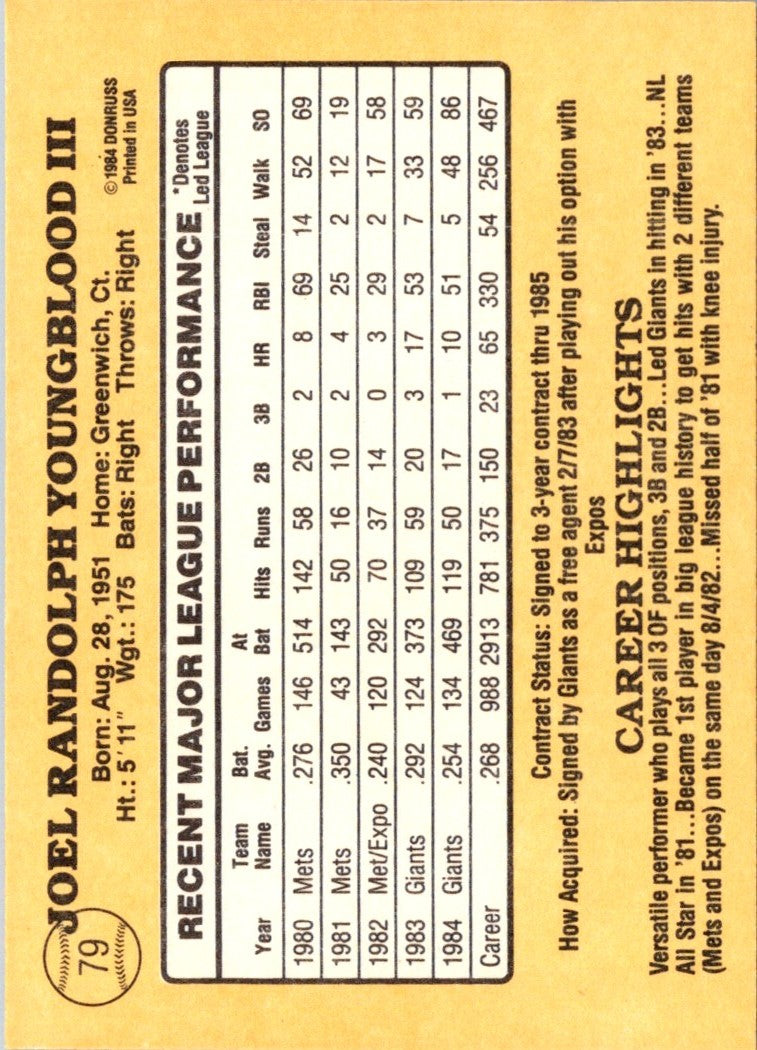 79
JOEL RANDOLPH YOUNGBLOOD III
Born: Aug. 28, 1951 Home: Greenwich, Ct. ©1984 DONRUSS
Ht.: 5' 11" Wgt.: 175 Bats: Right Throws: Right Printed in USA
RECENT MAJOR LEAGUE PERFORMANCE *Denotes Led League
Year Team Name Bat. Avg. Games At Bat Hits Runs 2B 3B HR RBI Steal Walk SO
1980 Mets .276 146 514 142 58 26 2 8 69 14 52 69
1981 Mets .350 43 143 50 16 10 2 4 25 2 12 19
1982 Met/Expo .240 120 292 70 37 14 0 3 29 2 17 58
1983 Giants .292 124 373 109 59 20 3 17 53 7 33 59
1984 Giants .254 134 469 119 50 17 1 10 51 5 48 86
Career .268 988 2913 781 375 150 23 65 330 54 256 467
Contract Status: Signed to 3-year contract thru 1985
How Acquired: Signed by Giants as a free agent 2/7/83 after playing out his option with
Expos
CAREER HIGHLIGHTS
Versatile performer who plays all 3 OF positions, 3B and 2B...Led Giants in hitting in '83...NL
All Star in '81...Became 1st player in big league history to get hits with 2 different teams
(Mets and Expos) on the same day 8/4/82...Missed half of '81 with knee injury.